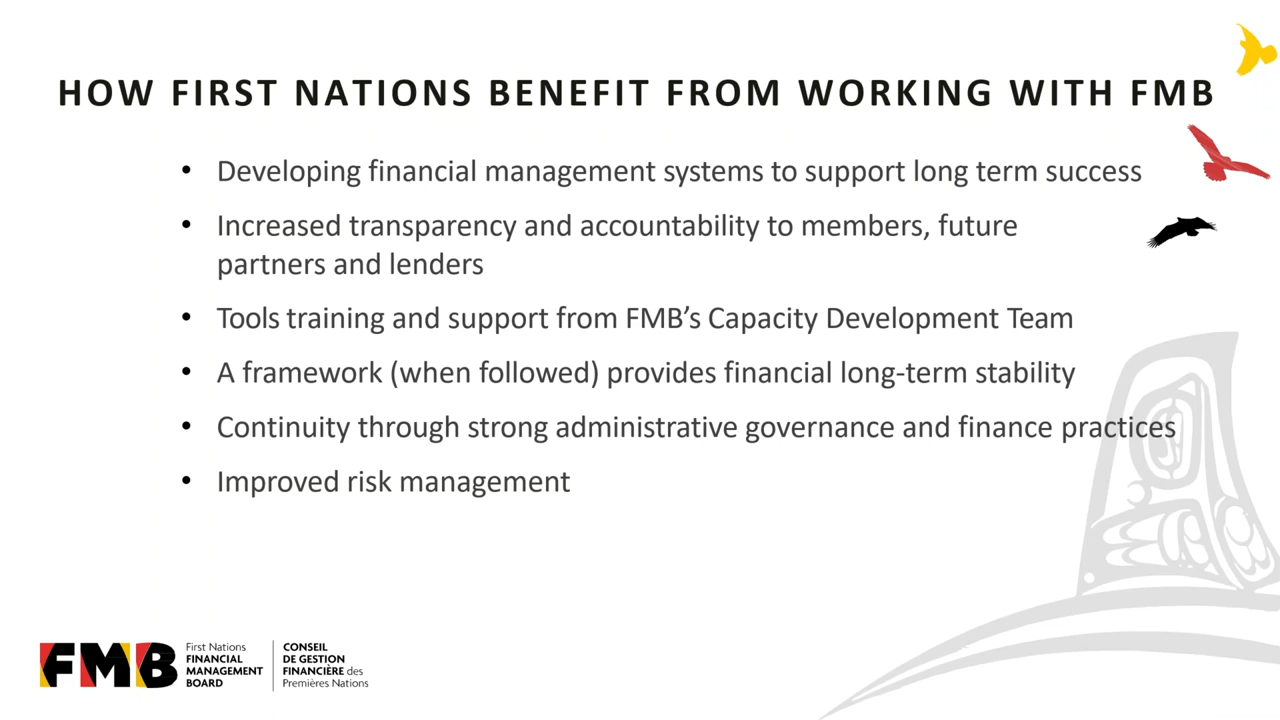 HOW FIRST NATIONS BENEFIT FROM WORKING WITH FMB
• Developing financial management systems to support long term success
• Increased transparency and accountability to members, future
partners and lenders
• Tools training and support from FMB’s Capacity Development Team
• A framework (when followed) provides financial long-term stability
• Continuity through strong administrative governance and finance practices
• Improved risk management
FMB
First Nations
FINANCIAL
MANAGEMENT
BOARD
CONSEIL
DE GESTION
FINANCIÈRE des
Premières Nations